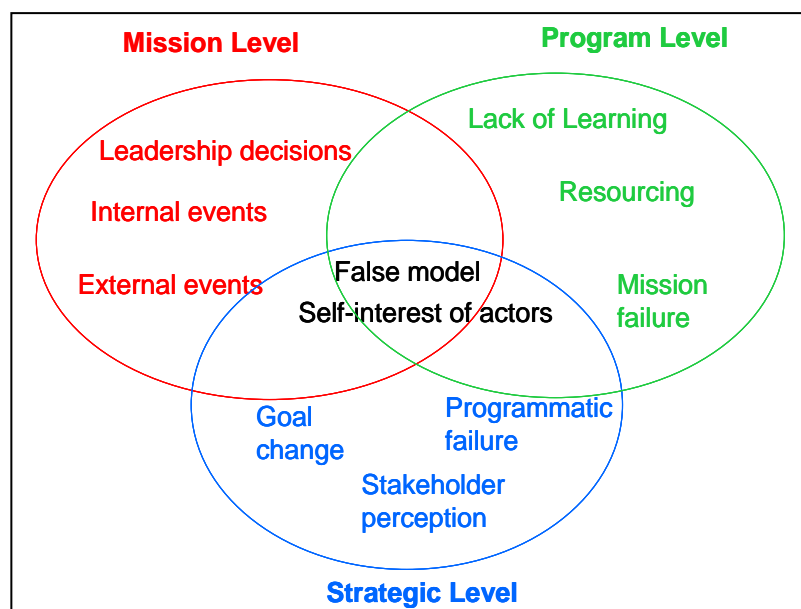 Mission Level
Program Level
Lack of Learning
Leadership decisions
Resourcing
Internal events
External events
False model
Mission
failure
Self-interest of actors
Goal
change
Programmatic
failure
Stakeholder
perception
Strategic Level